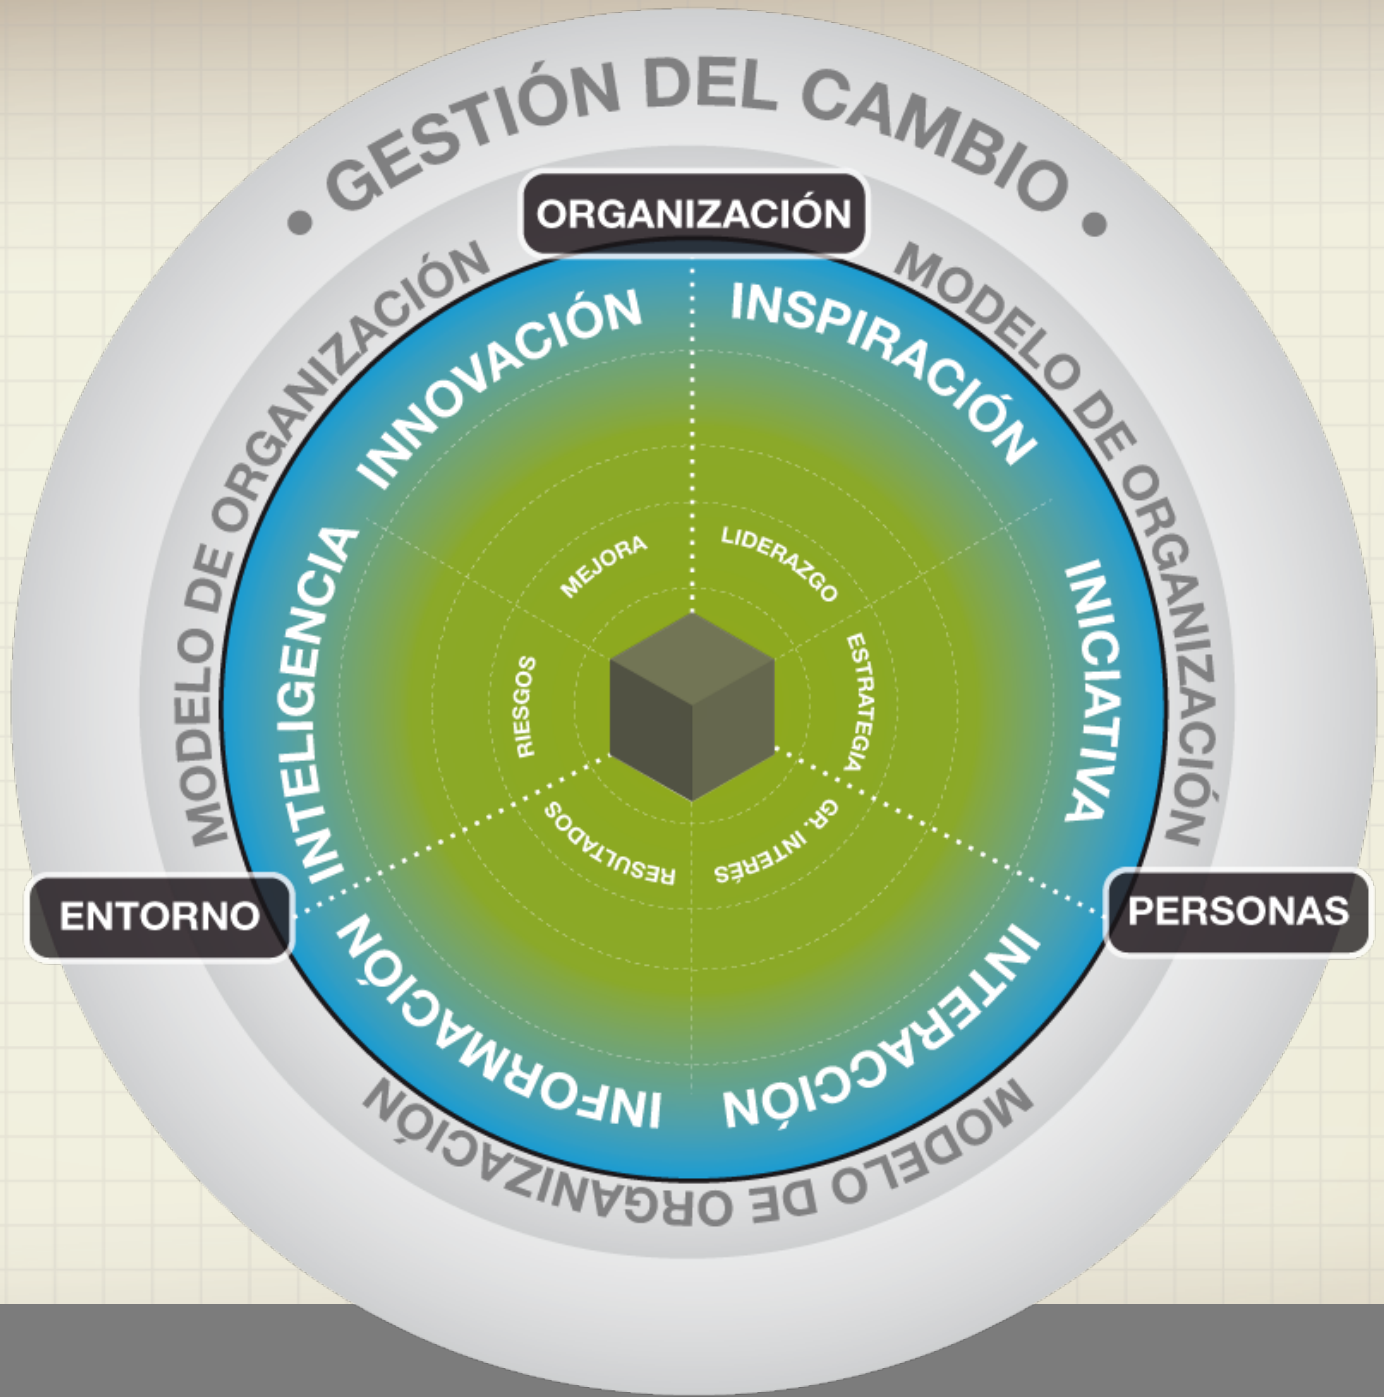 • GESTIÓN DEL CAMBIO •
ORGANIZACIÓN
MODELO DE ORGANIZACIÓN
MODELO DE ORGANIZACIÓN
INNOVACIÓN
INSPIRACIÓN
INTELIGENCIA
INICIATIVA
MEJORA
LIDERAZGO
RIESGOS
ESTRATEGIA
RESULTADOS
GR. INTERÉS
ENTORNO
PERSONAS
INFORMACIÓN
INTERACCIÓN
MODELO DE ORGANIZACIÓN